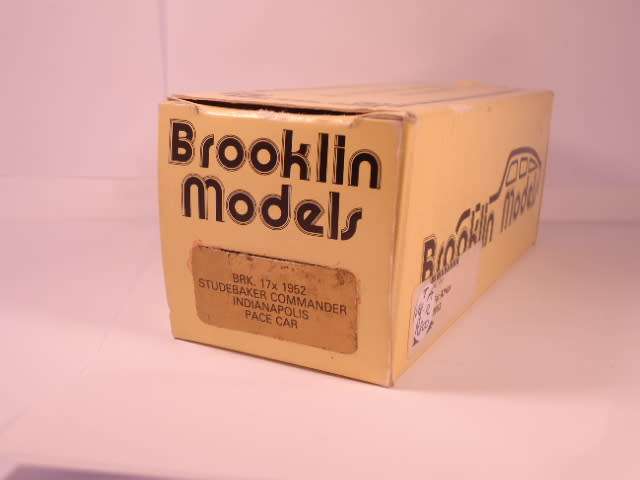 Brooklin
Models
BRK. 17x 1952
STUDEBAKER COMMANDER
INDIANAPOLIS
PACE CAR
Brooklin Models